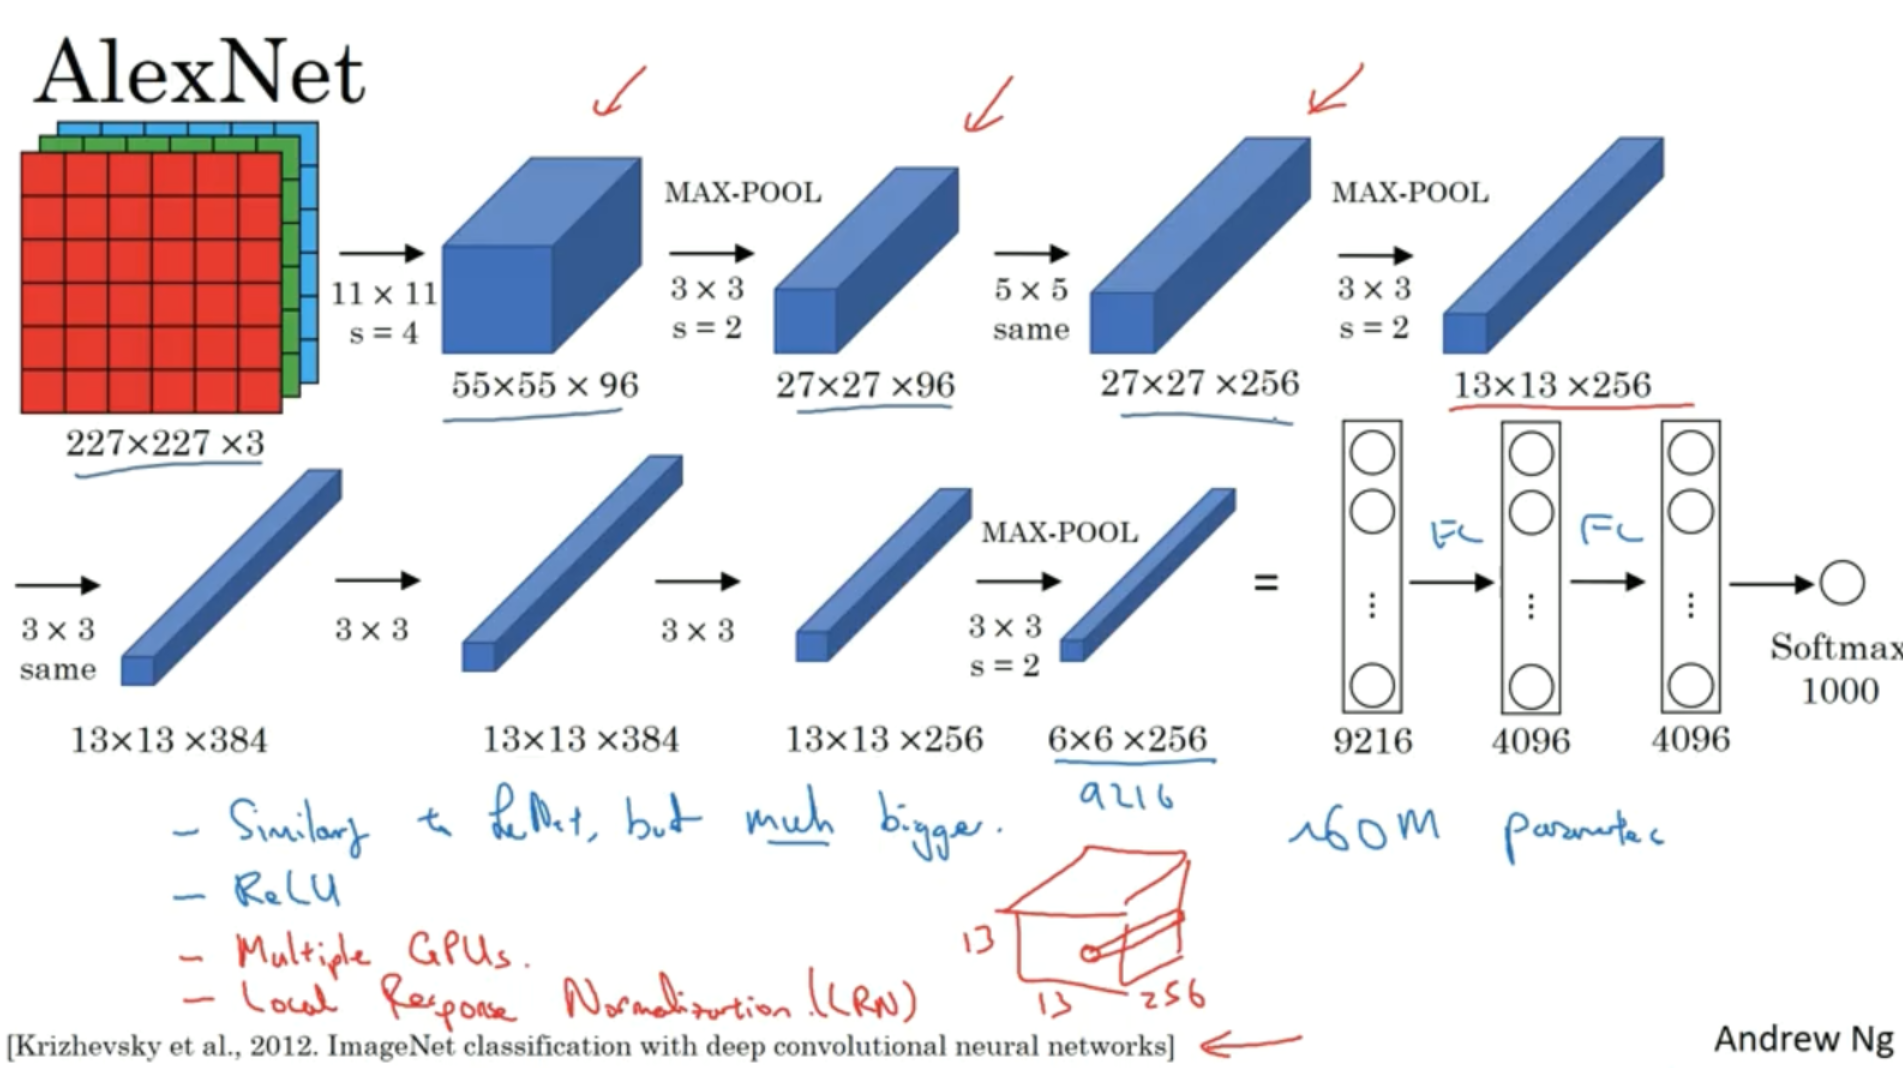 AlexNet
MAX-POOL
MAX-POOL
11 × 11
s = 4
3 × 3
s = 2
5 × 5
same
3 × 3
s = 2
227×227 ×3
55×55 × 96
27×27 ×96
27×27 ×256
13×13 ×256
MAX-POOL
FC
FC
3 × 3
same
3 × 3
3 × 3
3 × 3
s = 2
=
Softmax
1000
13×13 ×384
13×13 ×384
13×13 ×256
6×6 ×256
9216
4096
4096
9216
- Similary to LeNet, but much bigger.
~60M
- ReLU
- Multiple GPUs.
- Local Response Normalization (LRN)
13
13
256
[Krizhevsky et al., 2012. ImageNet classification with deep convolutional neural networks]
Andrew Ng